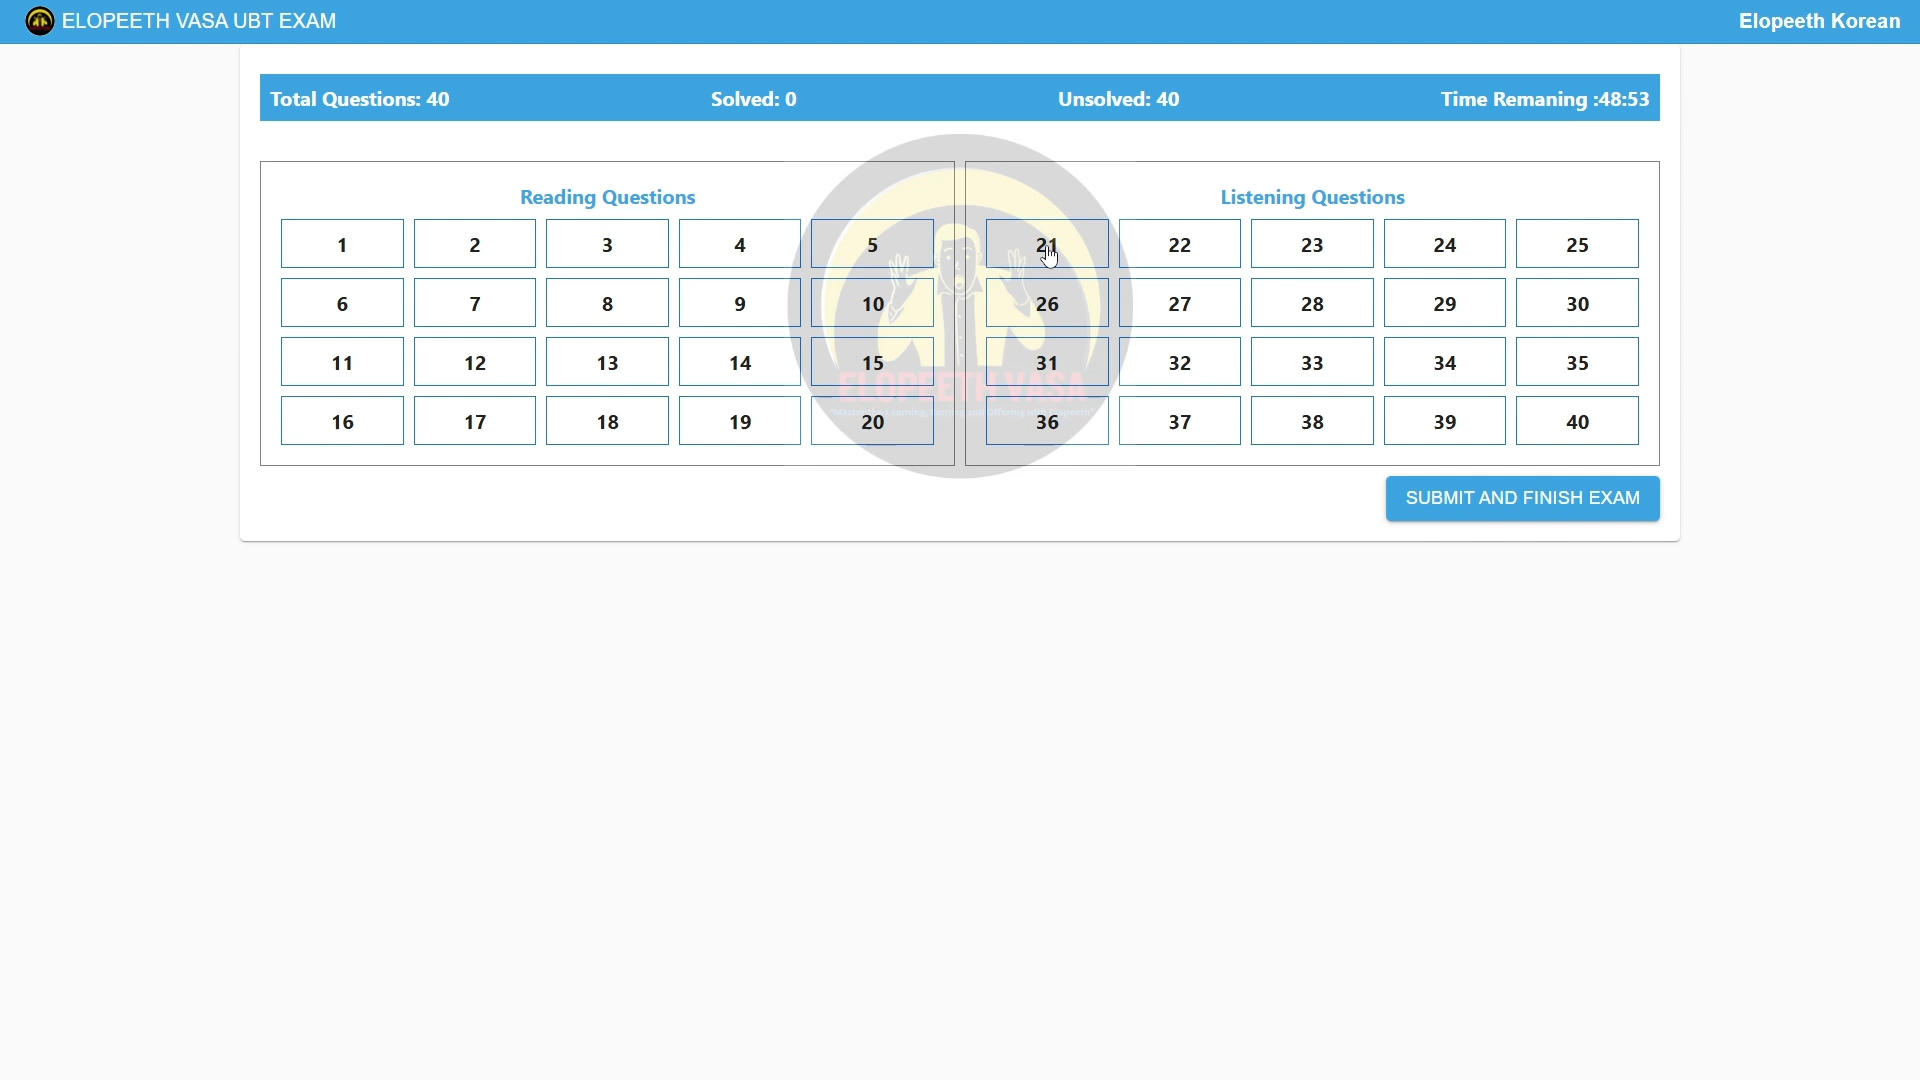 ELOPEETH VASA UBT EXAM
Elopeeth Korean
Total Questions: 40
Solved: 0
Unsolved: 40
Time Remaning :48:53
Reading Questions
1 2 3 4 5
6 7 8 9 10
11 12 13 14 15
16 17 18 19 20
Listening Questions
21 22 23 24 25
26 27 28 29 30
31 32 33 34 35
36 37 38 39 40
ELOPEETH VASA
SUBMIT AND FINISH EXAM